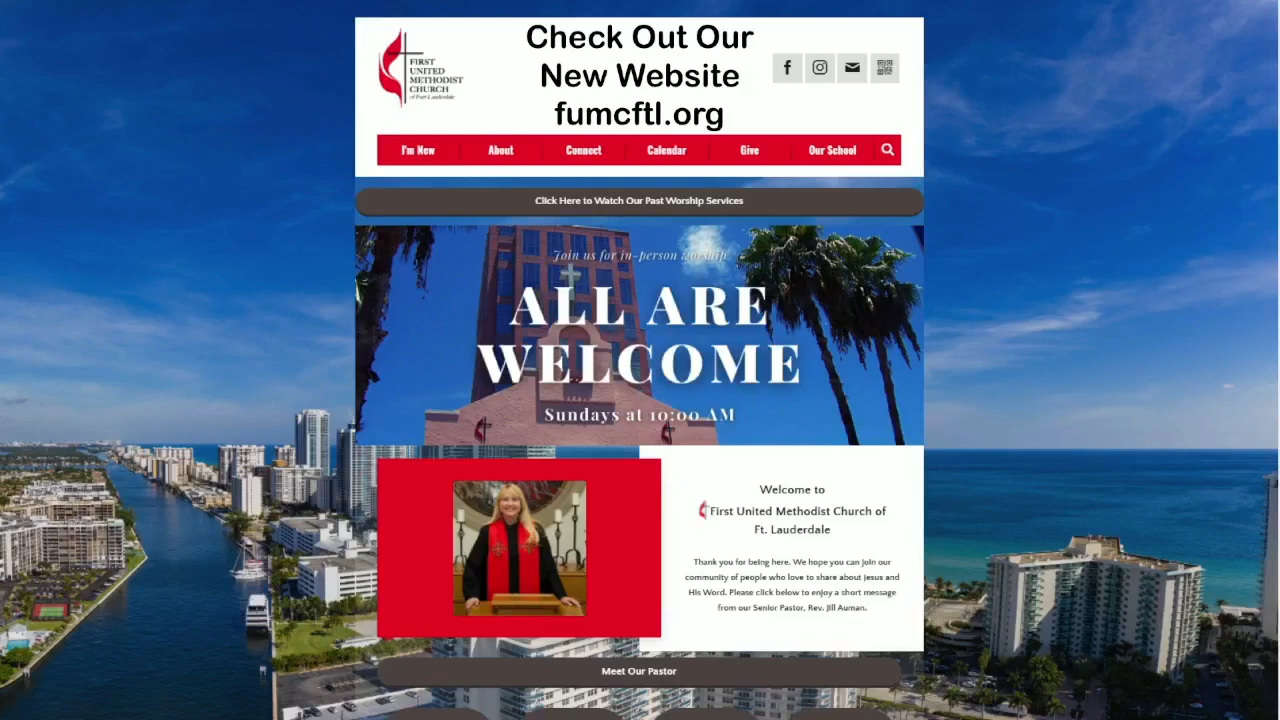 Check Out Our
New Website
fumcftl.org
FIRST
UNITED
METHODIST
CHURCH
of Fort Lauderdale
I'm New About Connect Calendar Give Our School
Click Here to Watch Our Past Worship Services
Join us for in-person worship
ALL ARE
WELCOME
Sundays at 10:00 AM
Welcome to
First United Methodist Church of
Ft. Lauderdale
Thank you for being here. We hope you can join our
community of people who love to share about Jesus and
His Word. Please click below to enjoy a short message
from our Senior Pastor, Rev. Jill Auman.
Meet Our Pastor